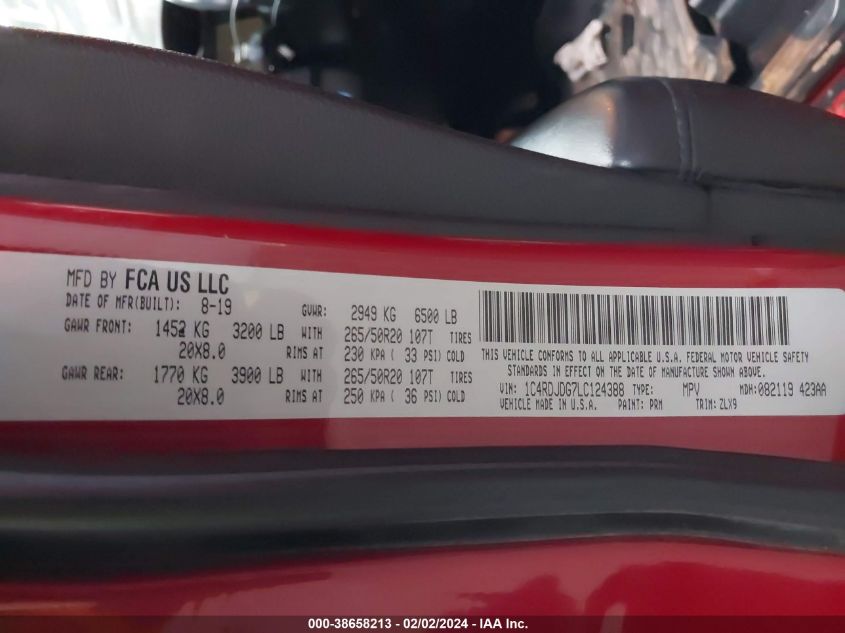 MFD BY FCA US LLC
DATE OF MFR(BUILT): 8-19 GVWR: 2949 KG 6500 LB
GAWR FRONT: 1452 KG 3200 LB WITH 265/50R20 107T TIRES
20X8.0 RIMS AT 230 KPA ( 33 PSI) COLD
GAWR REAR: 1770 KG 3900 LB WITH 265/50R20 107T TIRES
20X8.0 RIMS AT 250 KPA ( 36 PSI) COLD
THIS VEHICLE CONFORMS TO ALL APPLICABLE U.S.A. FEDERAL MOTOR VEHICLE SAFETY
STANDARDS IN EFFECT ON THE DATE OF MANUFACTURE SHOWN ABOVE.
VIN: 1C4RDJDG7LC124388 TYPE: MPV MDH: 082119 423AA
VEHICLE MADE IN U.S.A. PAINT: PRM TRIM: ZLX9
000-38658213 - 02/02/2024 - IAA Inc.